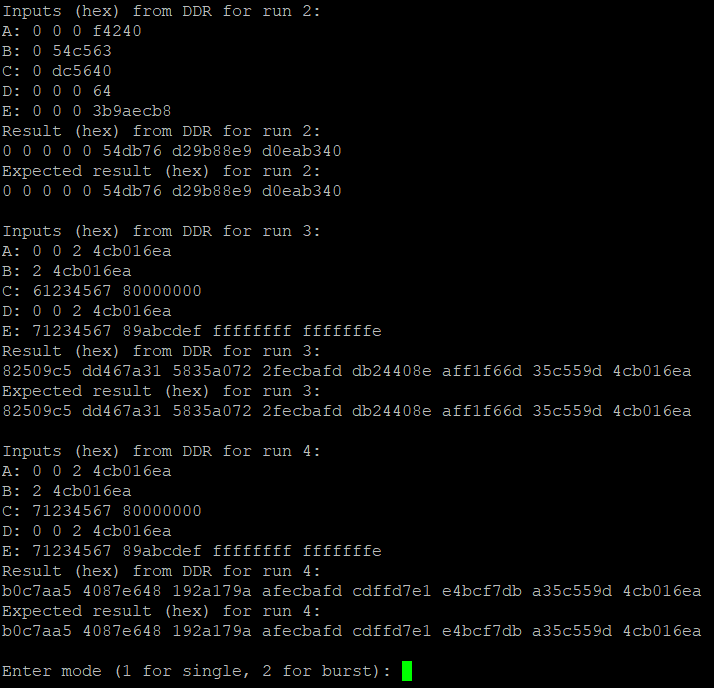 Inputs (hex) from DDR for run 2:
A: 0 0 0 f4240
B: 0 54c563
C: 0 dc5640
D: 0 0 0 64
E: 0 0 0 3b9aecb8
Result (hex) from DDR for run 2:
0 0 0 0 0 54db76 d29b88e9 d0eab340
Expected result (hex) for run 2:
0 0 0 0 0 54db76 d29b88e9 d0eab340
Inputs (hex) from DDR for run 3:
A: 0 0 2 4cb016ea
B: 2 4cb016ea
C: 61234567 80000000
D: 0 0 2 4cb016ea
E: 71234567 89abcdef ffffffff fffffffe
Result (hex) from DDR for run 3:
82509c5 dd467a31 5835a072 2fecbafd db24408e aff1f66d 35c559d 4cb016ea
Expected result (hex) for run 3:
82509c5 dd467a31 5835a072 2fecbafd db24408e aff1f66d 35c559d 4cb016ea
Inputs (hex) from DDR for run 4:
A: 0 0 2 4cb016ea
B: 2 4cb016ea
C: 71234567 80000000
D: 0 0 2 4cb016ea
E: 71234567 89abcdef ffffffff fffffffe
Result (hex) from DDR for run 4:
b0c7aa5 4087e648 192a179a afecbafd cdffd7e1 e4bcf7db a35c559d 4cb016ea
Expected result (hex) for run 4:
b0c7aa5 4087e648 192a179a afecbafd cdffd7e1 e4bcf7db a35c559d 4cb016ea
Enter mode (1 for single, 2 for burst):